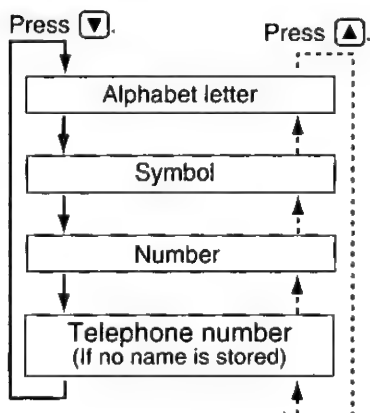 Press ▼.
Press ▲.
Alphabet letter
Symbol
Number
Telephone number
(If no name is stored)